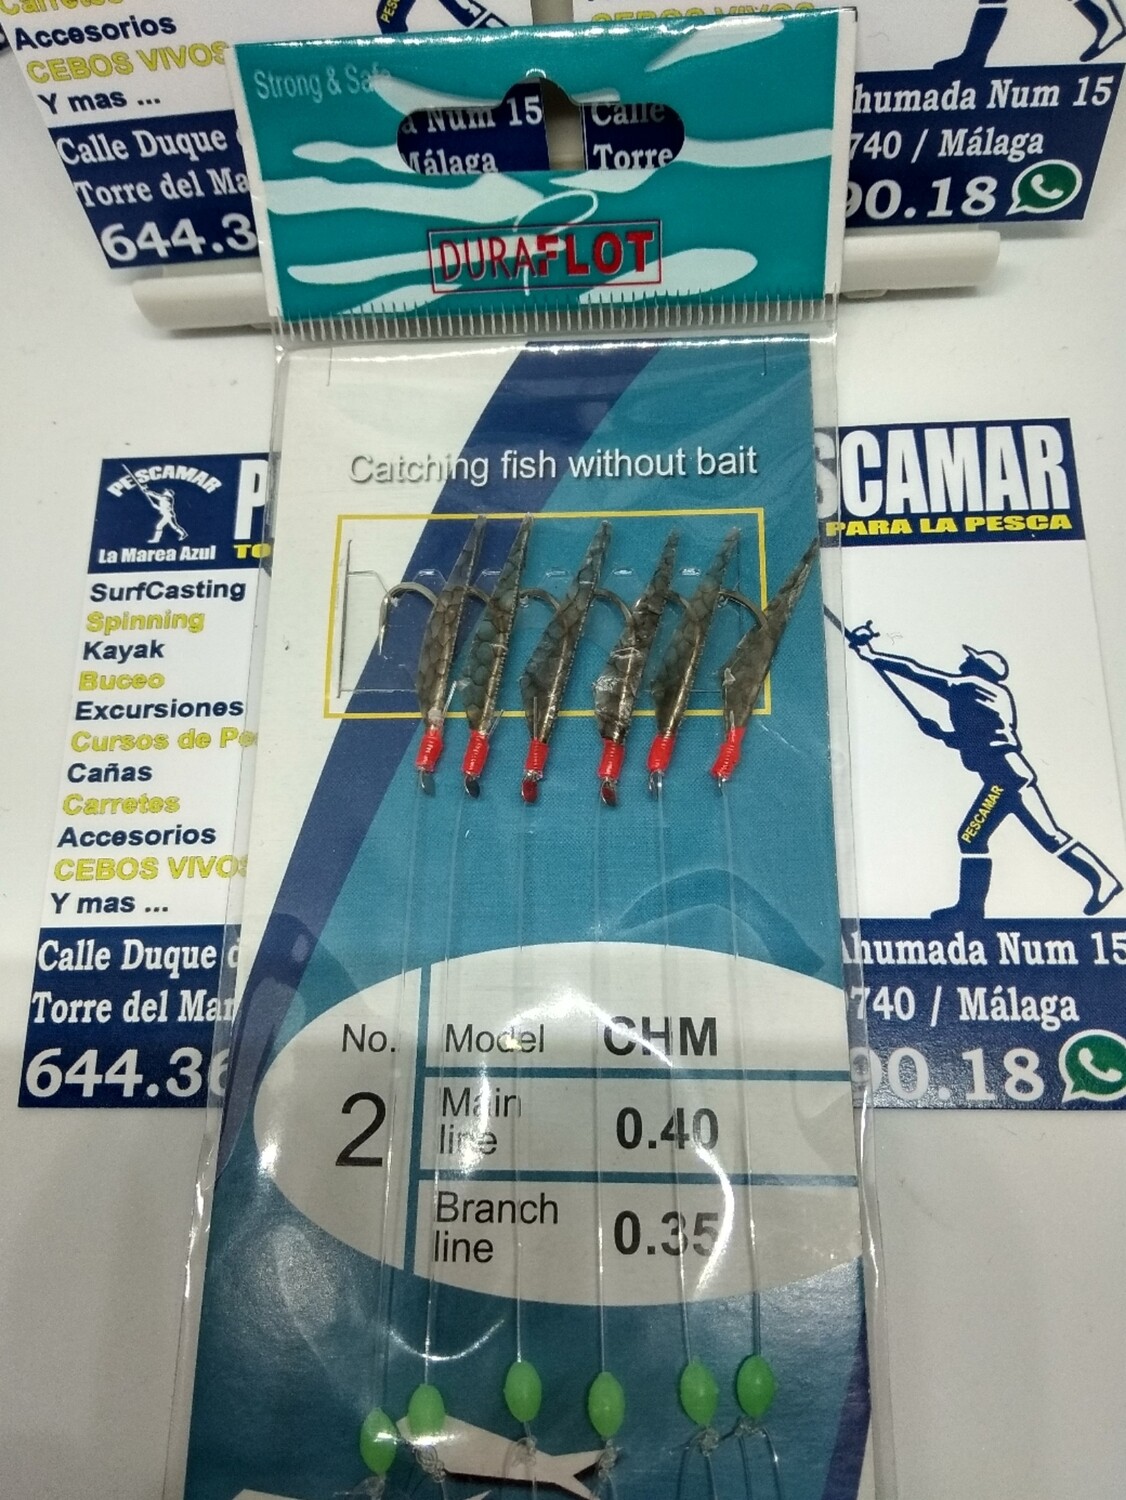 Accesorios
CEBOS VIVOS
Y mas ...
Calle Duque
Torre del Ma
644.3
Strong & Safe
a Num 15
Málaga
Calle
Torre
humada Num 15
740 / Málaga
90.18
DURAFLOT
Catching fish without bait
PESCAMAR
La Marea Azul
P
TO
SurfCasting
Spinning
Kayak
Buceo
Excursiones
Cursos de Pe
Cañas
Carretes
Accesorios
CEBOS VIVOS
Y mas ...
Calle Duque d
Torre del Mar
644.36
SCAMAR
PARA LA PESCA
PESCAMAR
Ahumada Num 15
740 / Málaga
90.18
No. Model CHM
2 Main line 0.40
Branch line 0.35